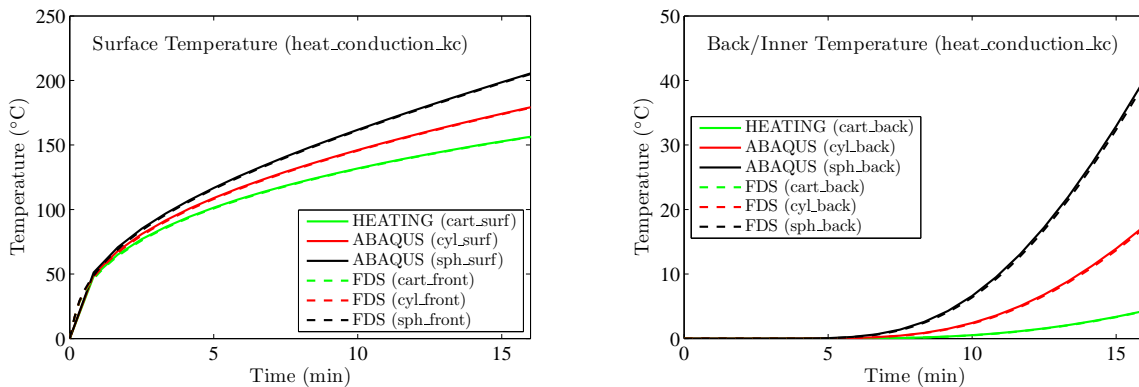 Surface Temperature (heat_conduction_kc)
Temperature (°C)
250
200
150
100
50
0
HEATING (cart_surf)
ABAQUS (cyl_surf)
ABAQUS (sph_surf)
FDS (cart_front)
FDS (cyl_front)
FDS (sph_front)
0
5
10
15
Time (min)
Back/Inner Temperature (heat_conduction_kc)
Temperature (°C)
50
40
30
20
10
0
HEATING (cart_back)
ABAQUS (cyl_back)
ABAQUS (sph_back)
FDS (cart_back)
FDS (cyl_back)
FDS (sph_back)
0
5
10
15
Time (min)